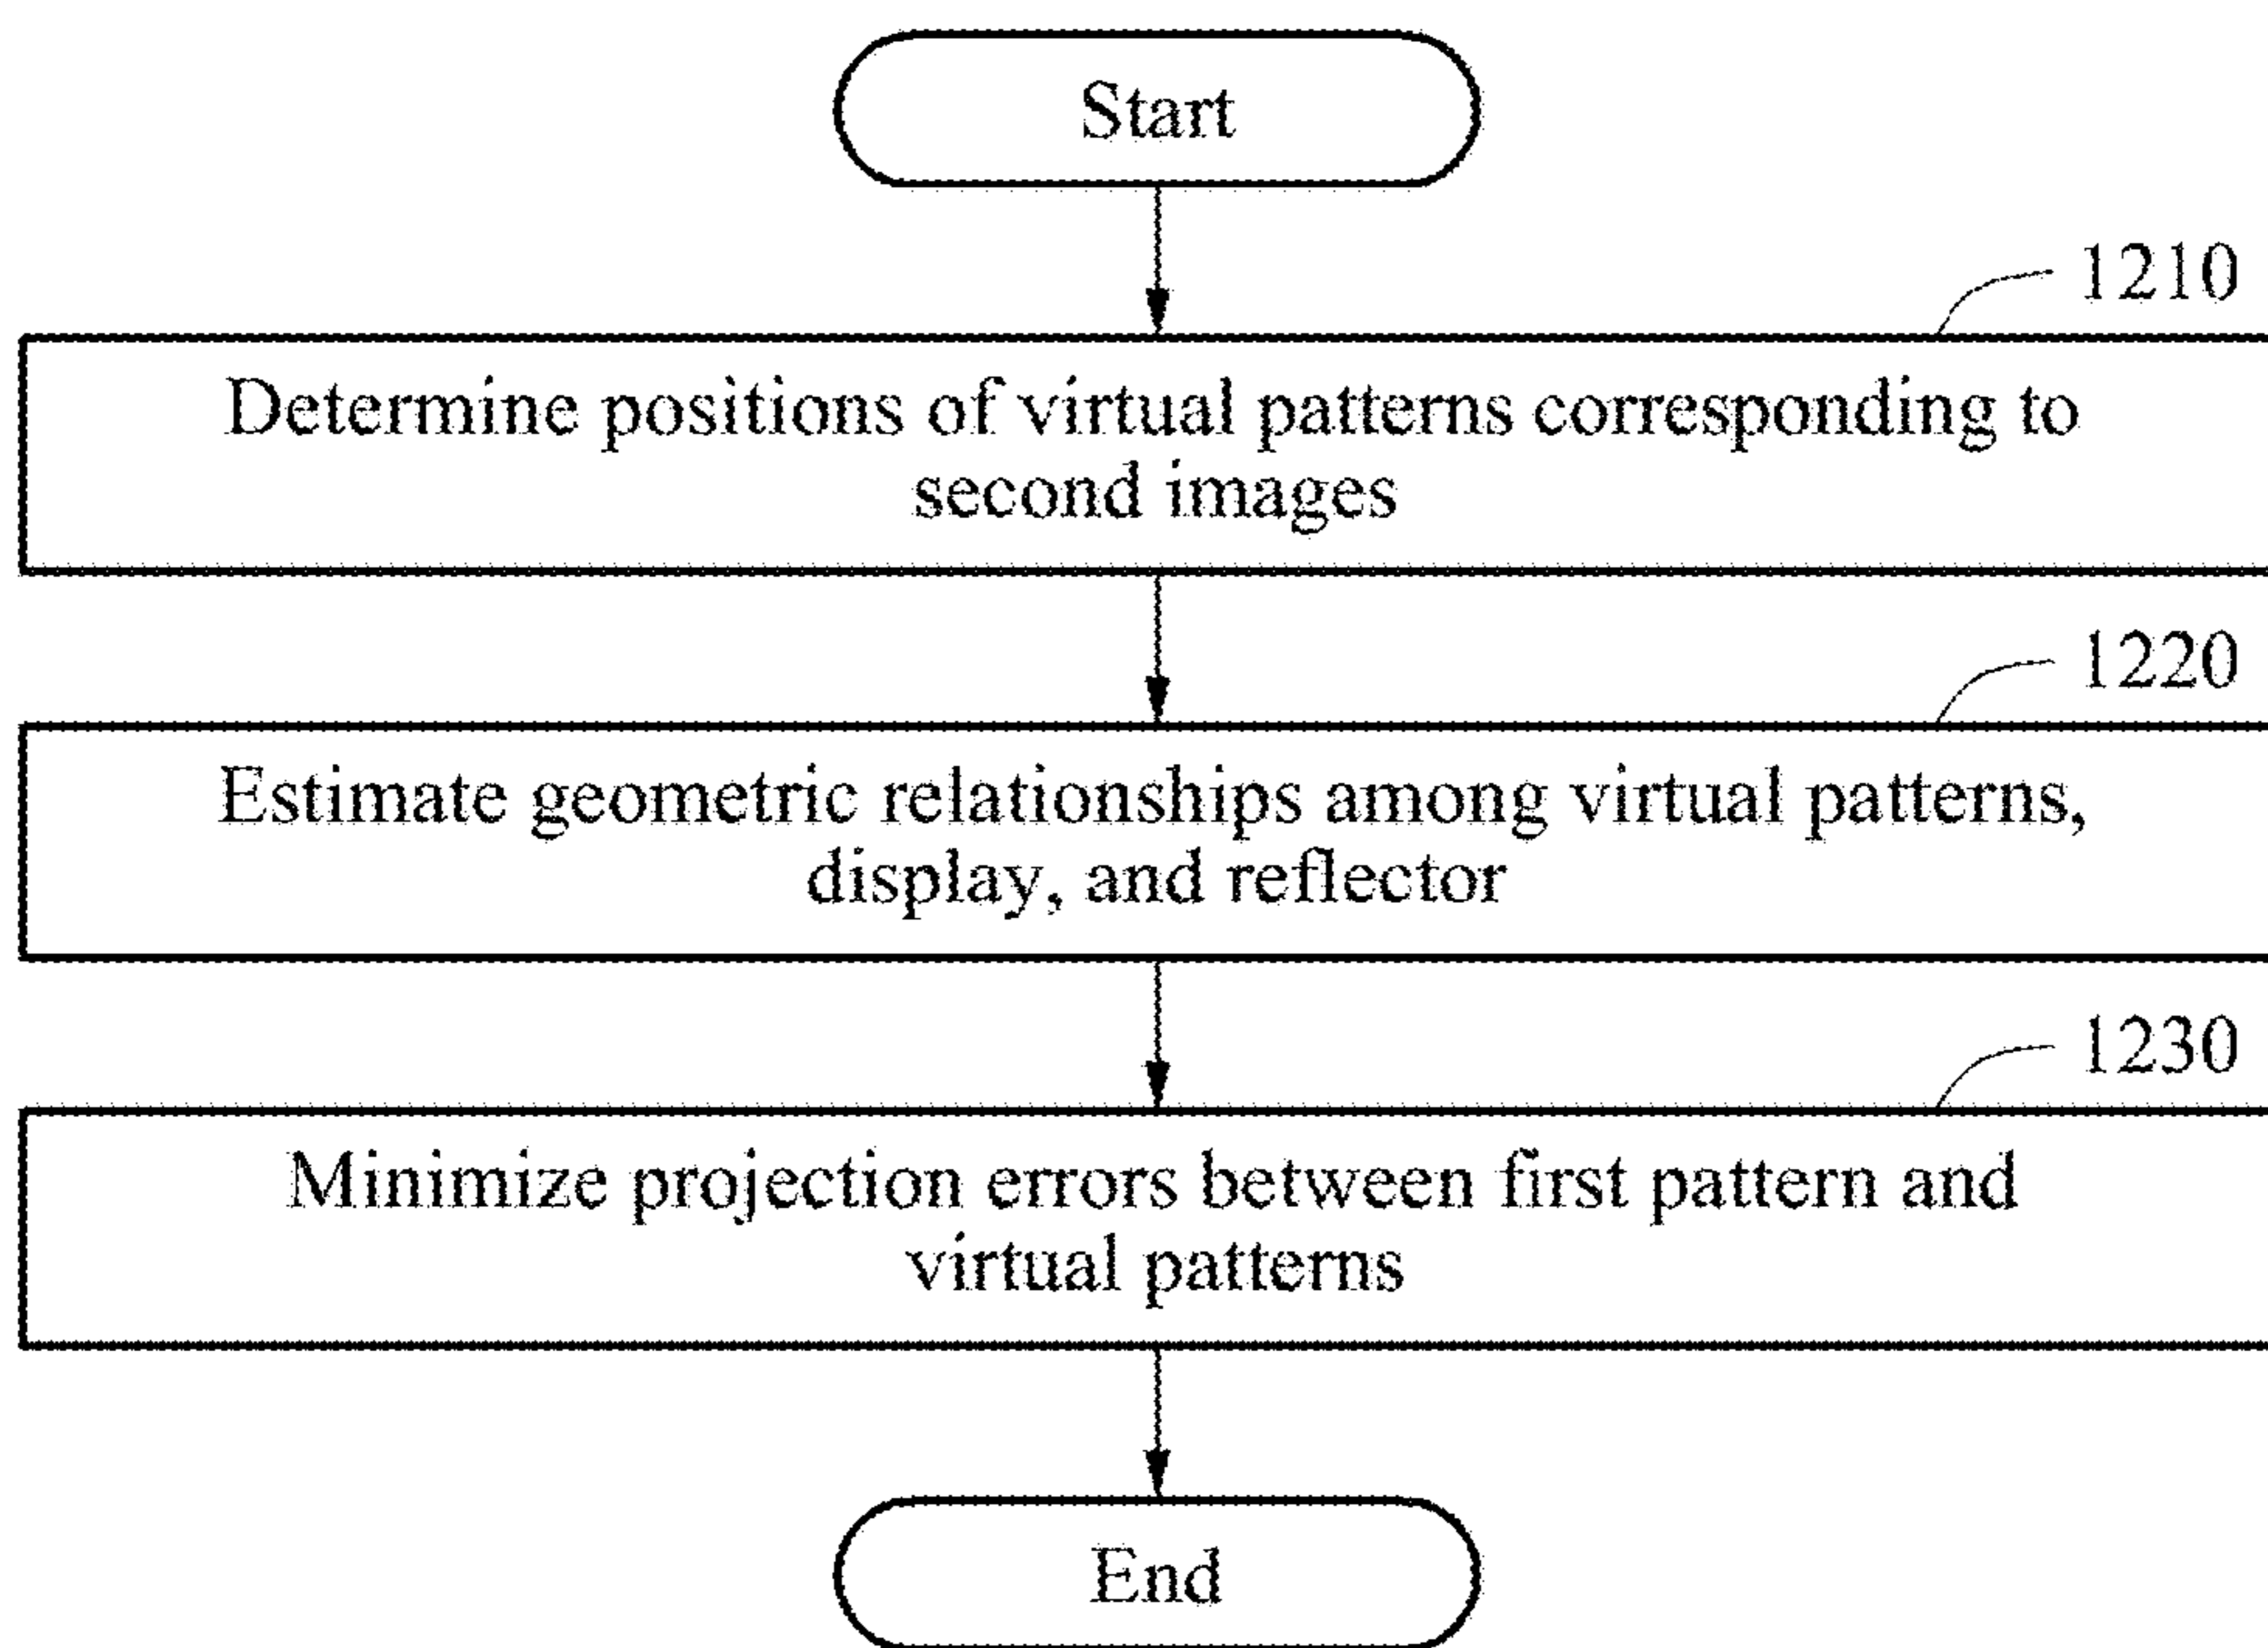 Start
1210
Determine positions of virtual patterns corresponding to
second images
1220
Estimate geometric relationships among virtual patterns,
display, and reflector
1230
Minimize projection errors between first pattern and
virtual patterns
End